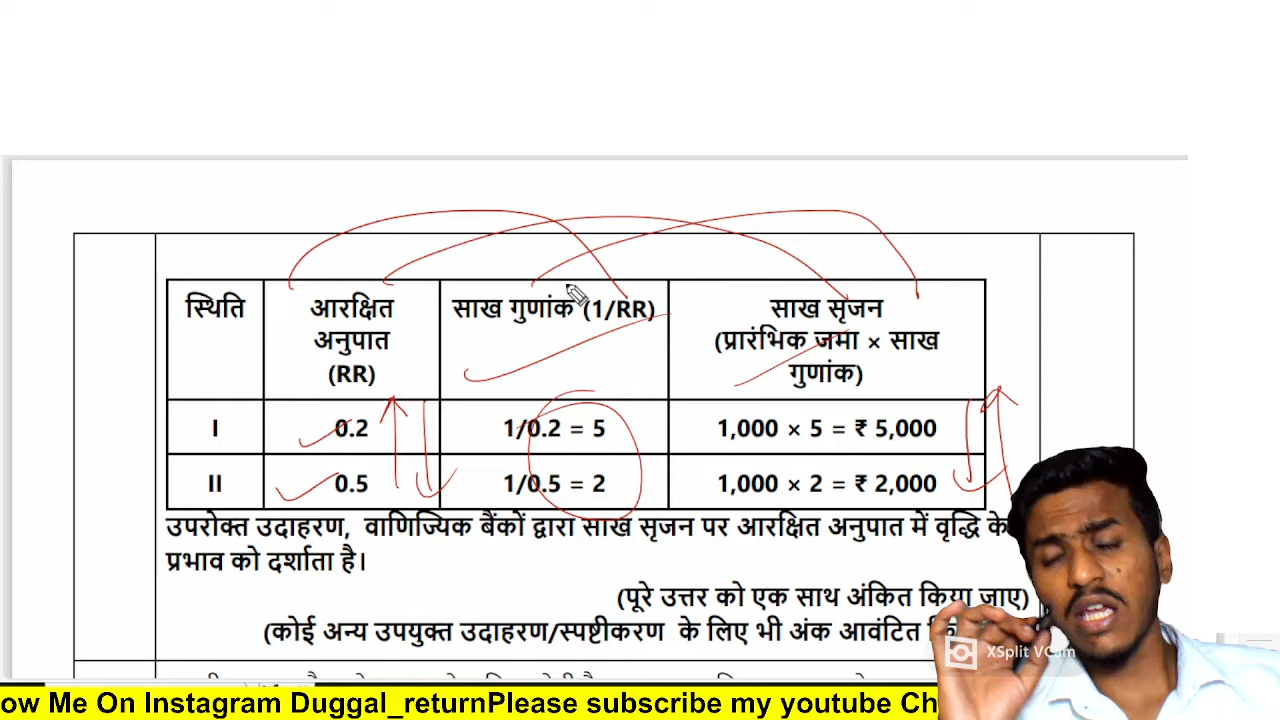 स्थिति
आरक्षित
अनुपात
(RR)
साख गुणांक (1/RR)
साख सृजन
(प्रारंभिक जमा × साख
गुणांक)
I
0.2
1/0.2 = 5
1,000 × 5 = ₹ 5,000
II
0.5
1/0.5 = 2
1,000 × 2 = ₹ 2,000
उपरोक्त उदाहरण, वाणिज्यिक बैंकों द्वारा साख सृजन पर आरक्षित अनुपात में वृद्धि के
प्रभाव को दर्शाता है।
(पूरे उत्तर को एक साथ अंकित किया जाए)
(कोई अन्य उपयुक्त उदाहरण/स्पष्टीकरण के लिए भी अंक आवंटित
XSplit VCam
ow Me On Instagram Duggal_returnPlease subscribe my youtube Ch